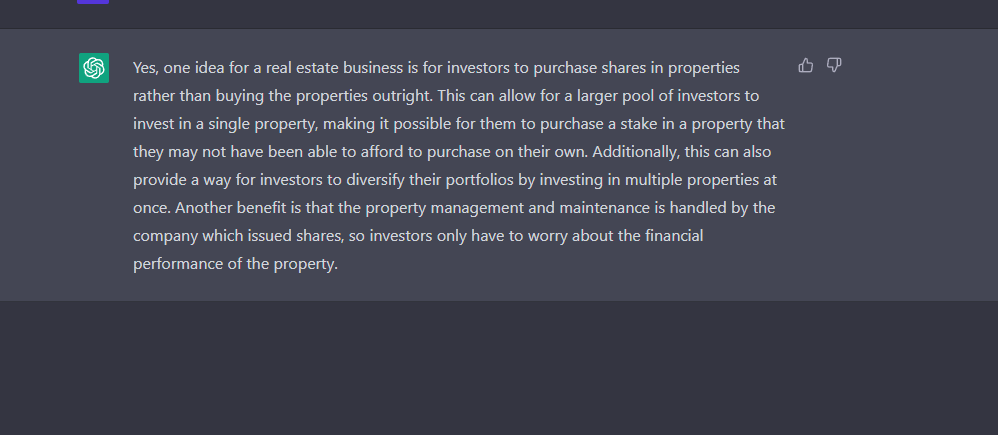 Yes, one idea for a real estate business is for investors to purchase shares in properties
rather than buying the properties outright. This can allow for a larger pool of investors to
invest in a single property, making it possible for them to purchase a stake in a property that
they may not have been able to afford to purchase on their own. Additionally, this can also
provide a way for investors to diversify their portfolios by investing in multiple properties at
once. Another benefit is that the property management and maintenance is handled by the
company which issued shares, so investors only have to worry about the financial
performance of the property.